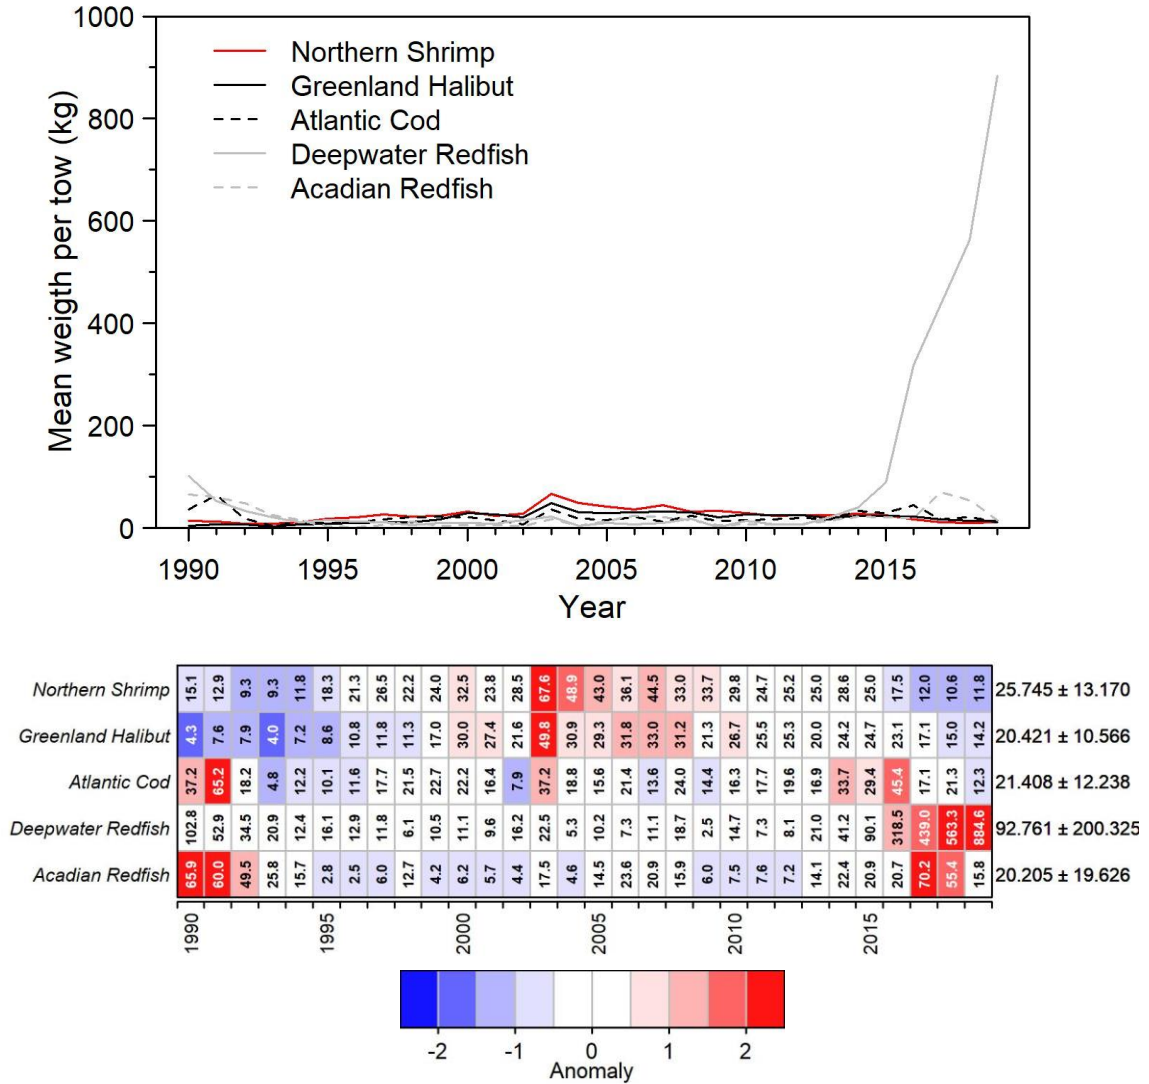 1000
800
600
400
200
0
Mean weigth per tow (kg)
Northern Shrimp
Greenland Halibut
Atlantic Cod
Deepwater Redfish
Acadian Redfish
1990 1995 2000 2005 2010 2015
Year
Northern Shrimp 15.1 12.9 9.3 9.3 11.8 18.3 21.3 26.5 22.2 24.0 32.5 23.8 28.5 67.6 48.9 43.0 36.1 44.5 33.0 33.7 29.8 24.7 25.2 25.0 28.6 25.0 17.5 12.0 10.6 11.8 25.745 ± 13.170
Greenland Halibut 4.3 7.6 7.9 4.0 7.2 8.6 10.8 11.8 11.3 17.0 30.0 27.4 21.6 49.8 30.9 29.3 31.8 33.0 31.2 21.3 26.7 25.5 25.3 20.0 24.2 24.7 23.1 17.1 15.0 14.2 20.421 ± 10.566
Atlantic Cod 37.2 65.2 18.2 4.8 12.2 10.1 11.6 17.7 21.5 22.7 22.2 16.4 7.9 37.2 18.8 15.6 21.4 13.6 24.0 14.4 16.3 17.7 19.6 16.9 33.7 29.4 45.4 17.1 21.3 12.3 21.408 ± 12.238
Deepwater Redfish 102.8 52.9 34.5 20.9 12.4 16.1 12.9 11.8 6.1 10.5 11.1 9.6 16.2 22.5 5.3 10.2 7.3 11.1 18.7 2.5 14.7 7.3 8.1 21.0 41.2 90.1 318.5 439.0 563.3 884.6 92.761 ± 200.325
Acadian Redfish 65.9 60.0 49.5 25.8 15.7 2.8 2.5 6.0 12.7 4.2 6.2 5.7 4.4 17.5 4.6 14.5 23.6 20.9 15.9 6.0 7.5 7.6 7.2 14.1 22.4 20.9 20.7 70.2 55.4 15.8 20.205 ± 19.626
1990 1995 2000 2005 2010 2015
-2 -1 0 1 2
Anomaly